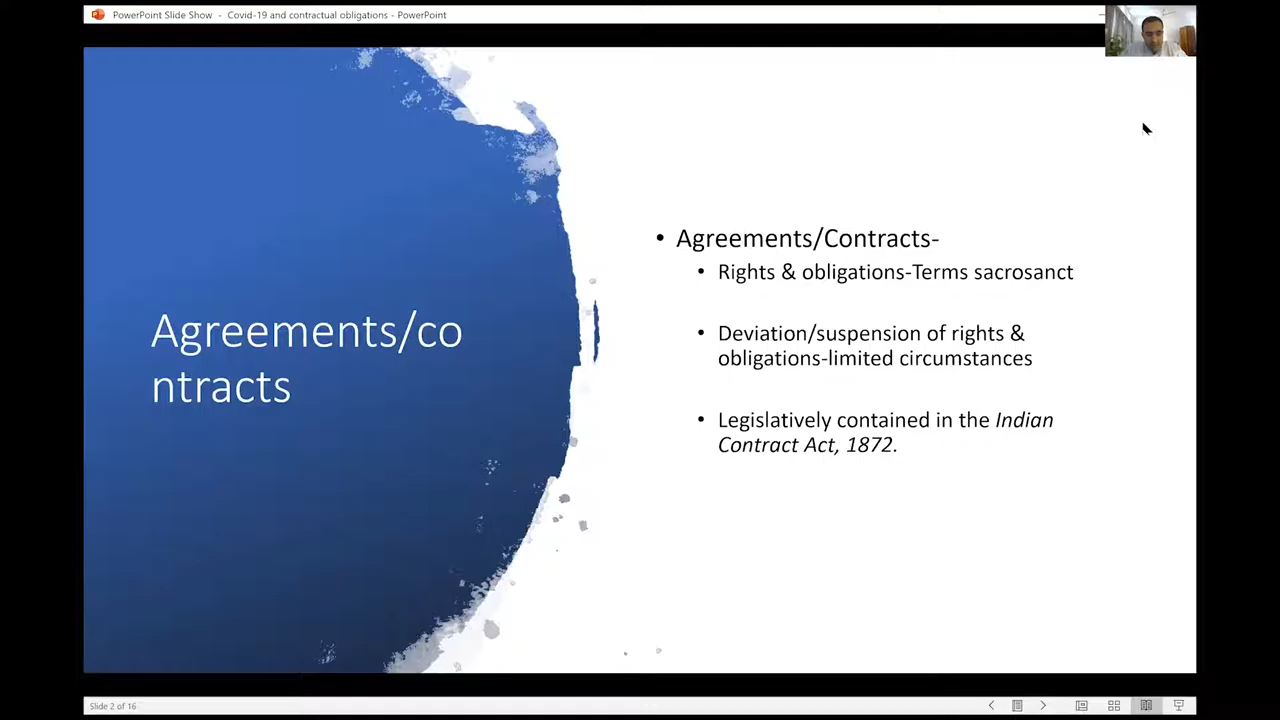 PowerPoint Slide Show - Covid-19 and contractual obligations - PowerPoint
Agreements/co
ntracts
• Agreements/Contracts-
• Rights & obligations-Terms sacrosanct
• Deviation/suspension of rights &
obligations-limited circumstances
• Legislatively contained in the Indian
Contract Act, 1872.
Slide 2 of 16